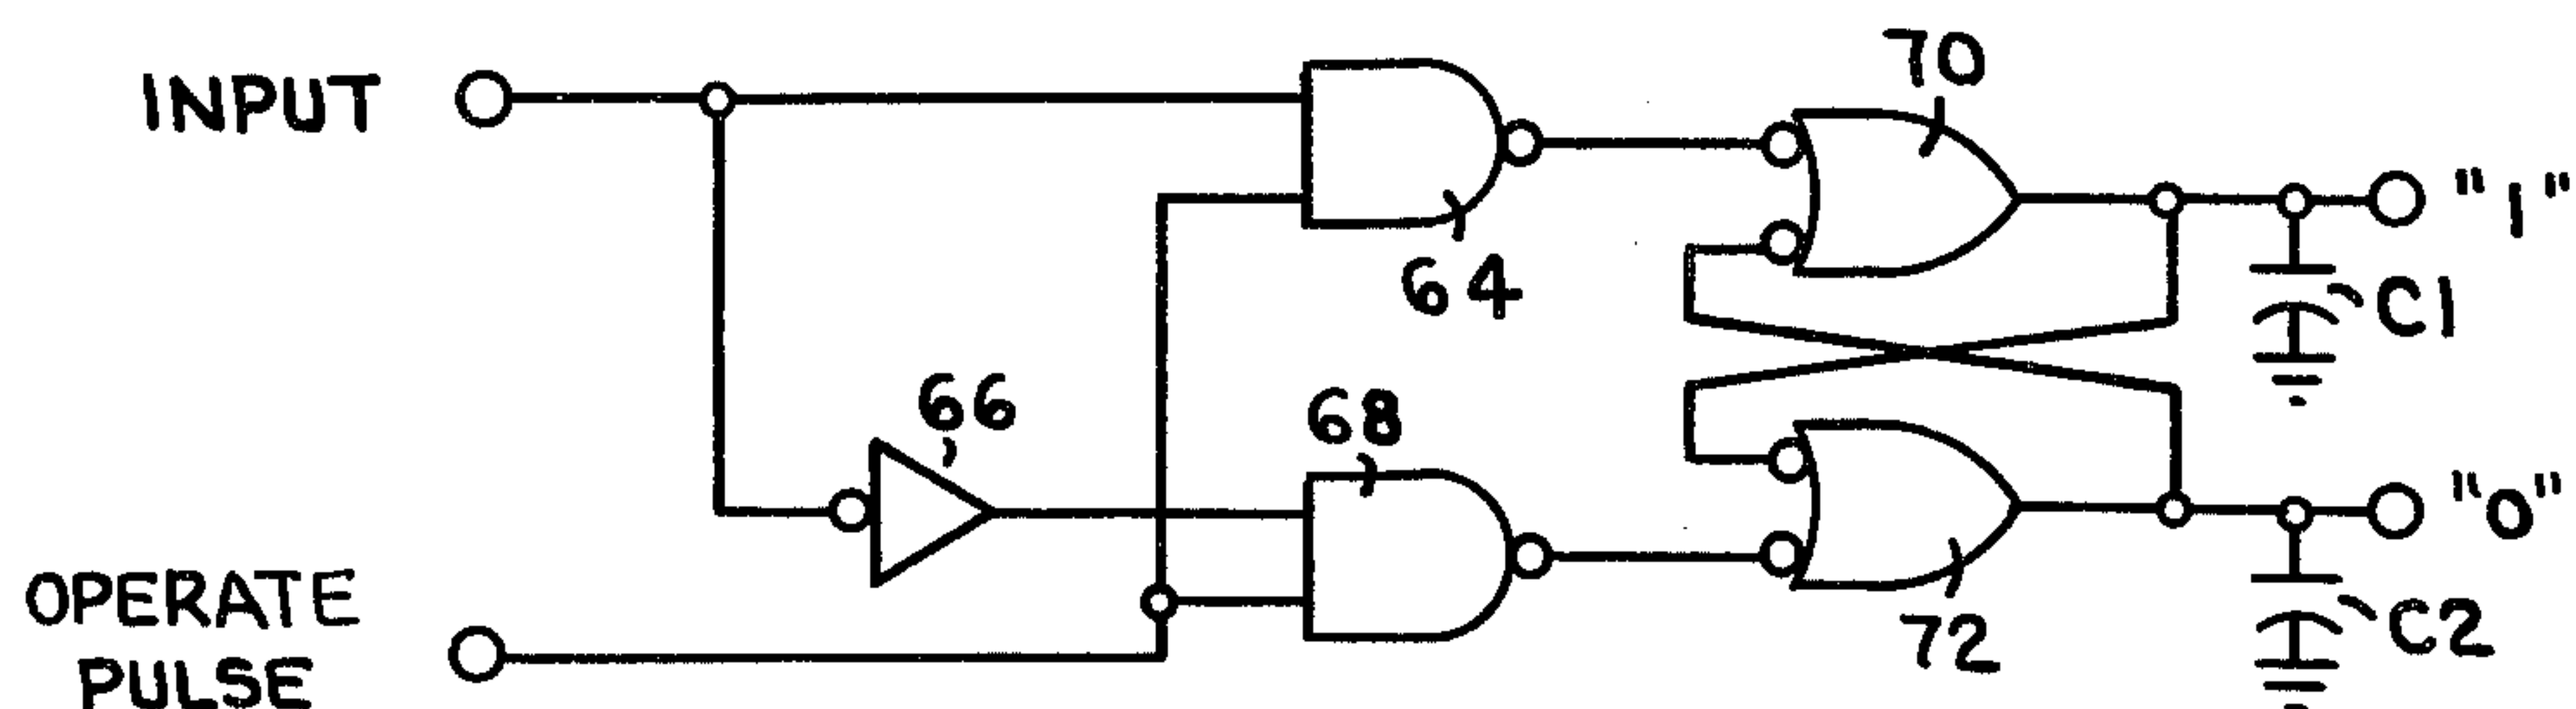 INPUT
70
"1"
64
C1
66
68
OPERATE
PULSE
"0"
72
C2